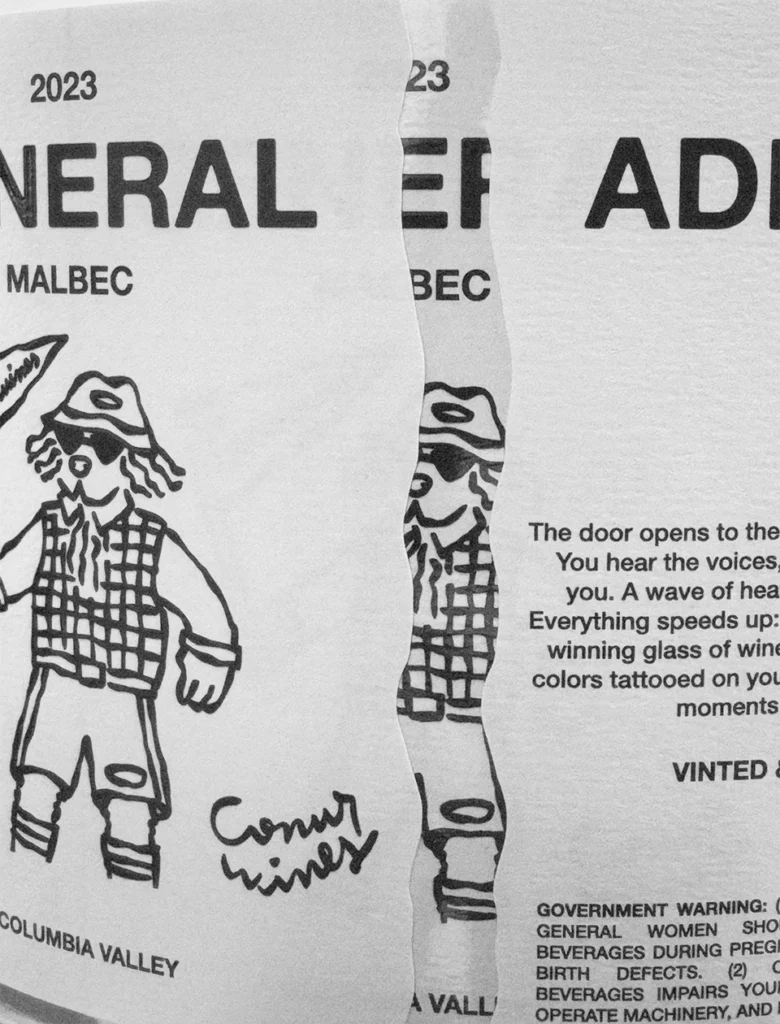 2023
NERAL
MALBEC
wines
Conur
wines
COLUMBIA VALLEY
23
ER
BEC
A VALL
ADI
The door opens to the
You hear the voices,
you. A wave of hea
Everything speeds up:
winning glass of wine
colors tattooed on you
moments
VINTED &
GOVERNMENT WARNING: (
GENERAL WOMEN SHO
BEVERAGES DURING PREG
BIRTH DEFECTS. (2) C
BEVERAGES IMPAIRS YOU
OPERATE MACHINERY, AND